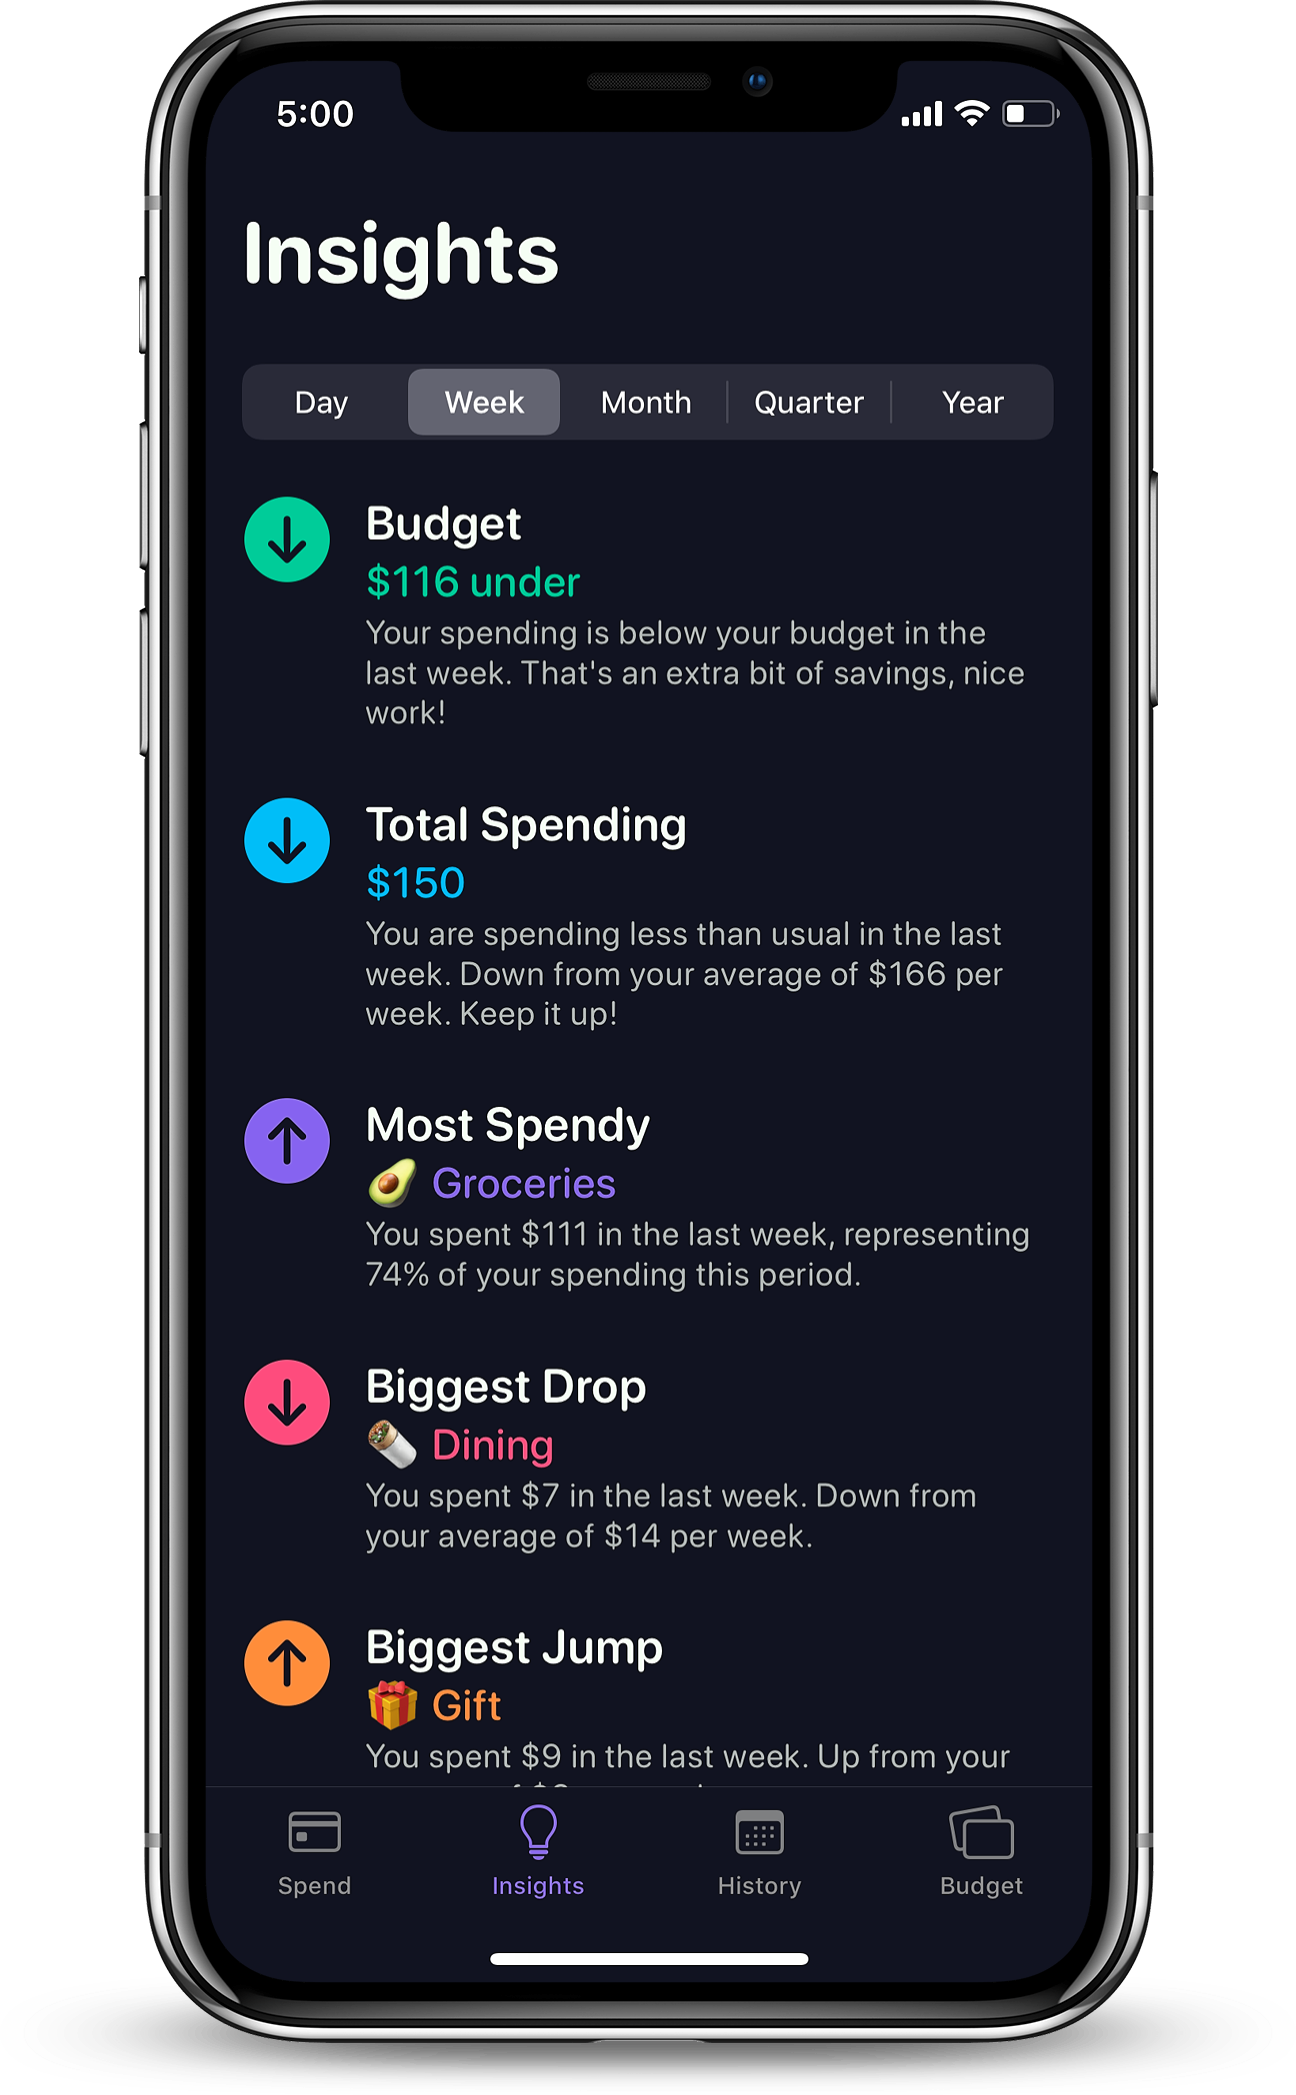 5:00
Insights
Day Week Month Quarter Year
Budget
$116 under
Your spending is below your budget in the
last week. That's an extra bit of savings, nice
work!
Total Spending
$150
You are spending less than usual in the last
week. Down from your average of $166 per
week. Keep it up!
Most Spendy
Groceries
You spent $111 in the last week, representing
74% of your spending this period.
Biggest Drop
Dining
You spent $7 in the last week. Down from
your average of $14 per week.
Biggest Jump
Gift
You spent $9 in the last week. Up from your
Spend Insights History Budget